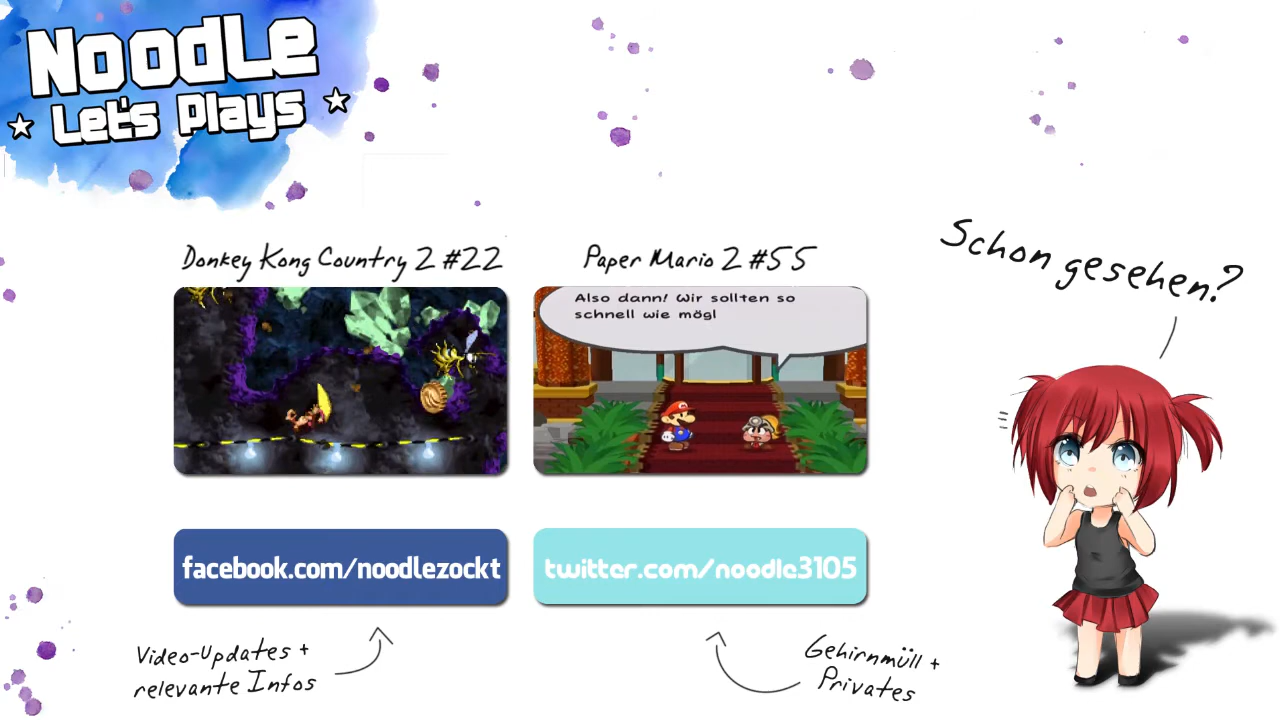 Noodle
Let's Plays
Donkey Kong Country 2 #22
Paper Mario 2 #55
Schon gesehen?
Also dann! Wir sollten so
schnell wie mögl
facebook.com/noodlezockt
twitter.com/noodle3105
Video-Updates +
relevante Infos
Gehirnmüll +
Privates